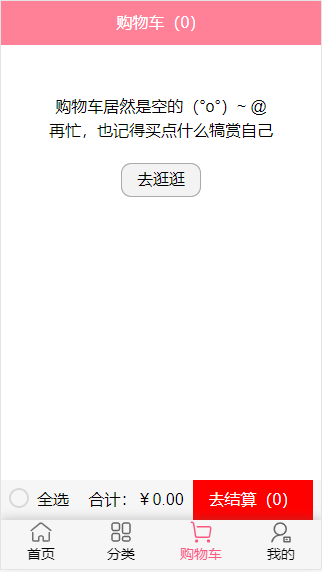 购物车（0）
购物车居然是空的（°o°）~ @
再忙，也记得买点什么犒赏自己
去逛逛
全选 合计：￥0.00 去结算（0）
首页 分类 购物车 我的